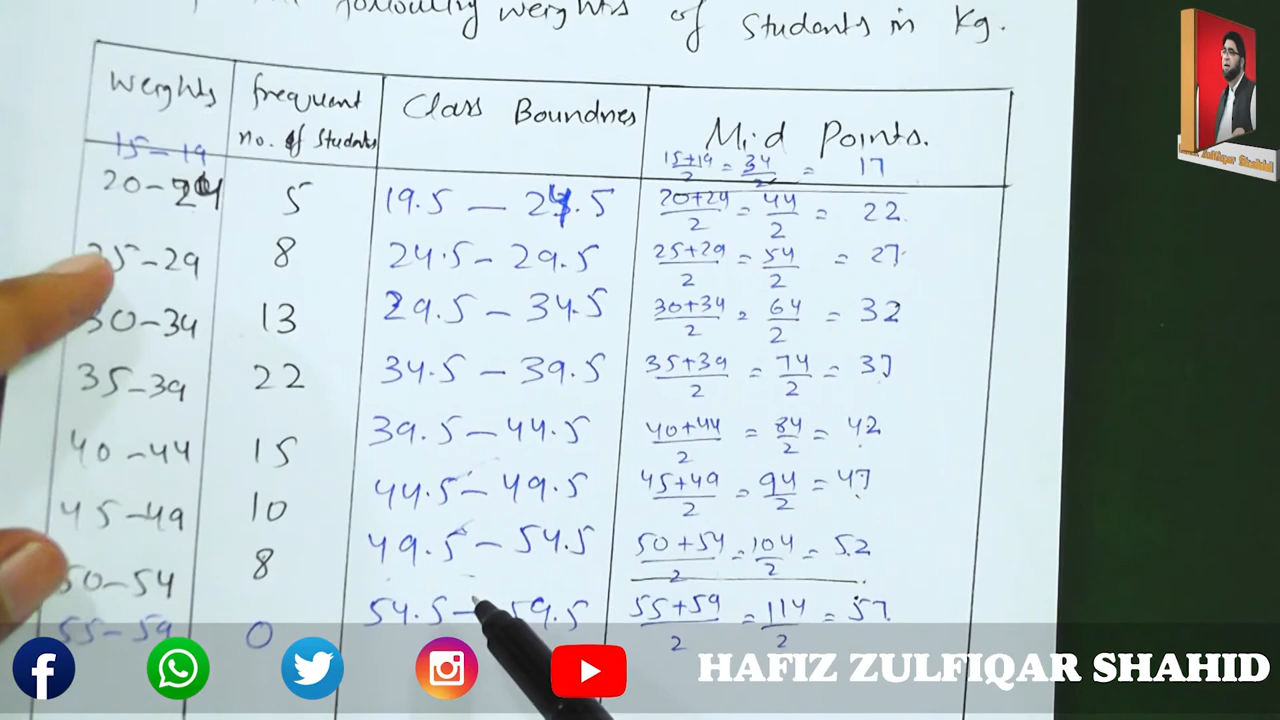 following weights of Students in Kg.
Weights frequent no. of Students Class Boundries Mid Points.
15-19 15+19/2 = 34/2 = 17
20-24 5 19.5 — 24.5 20+24/2 = 44/2 = 22
25-29 8 24.5 - 29.5 25+29/2 = 54/2 = 27
30-34 13 29.5 - 34.5 30+34/2 = 64/2 = 32
35-39 22 34.5 - 39.5 35+39/2 = 74/2 = 37
40-44 15 39.5 - 44.5 40+44/2 = 84/2 = 42
45-49 10 44.5 - 49.5 45+49/2 = 94/2 = 47
50-54 8 49.5 - 54.5 50+54/2 = 104/2 = 52
55-59 0 54.5 - 59.5 55+59/2 = 114/2 = 57
HAFIZ ZULFIQAR SHAHID